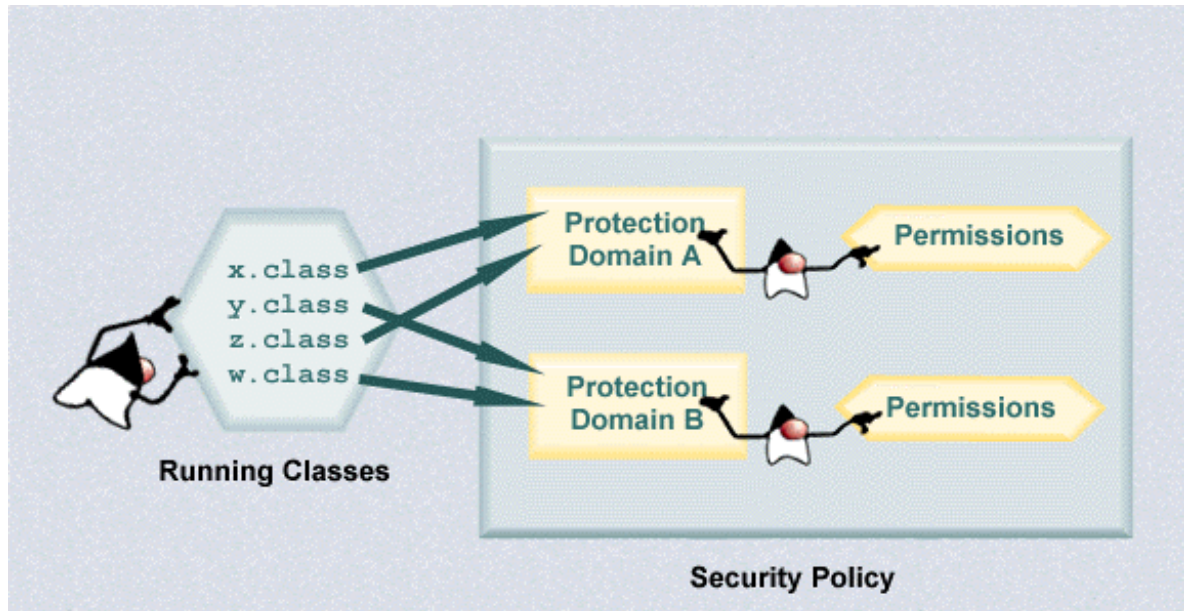 x.class
y.class
z.class
w.class
Running Classes
Protection
Domain A
Permissions
Protection
Domain B
Permissions
Security Policy